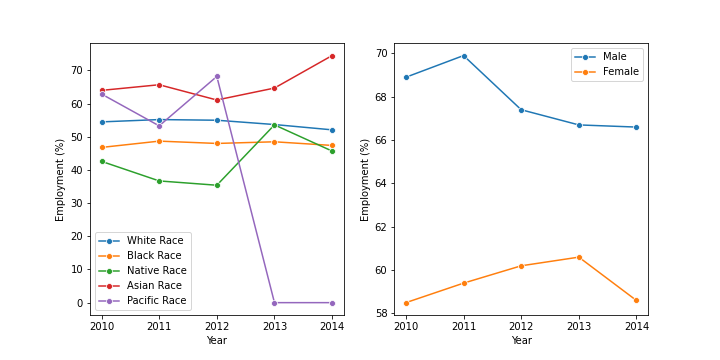 Employment (%)
70
60
50
40
30
20
10
0
White Race
Black Race
Native Race
Asian Race
Pacific Race
2010 2011 2012 2013 2014
Year
Employment (%)
70
68
66
64
62
60
58
Male
Female
2010 2011 2012 2013 2014
Year